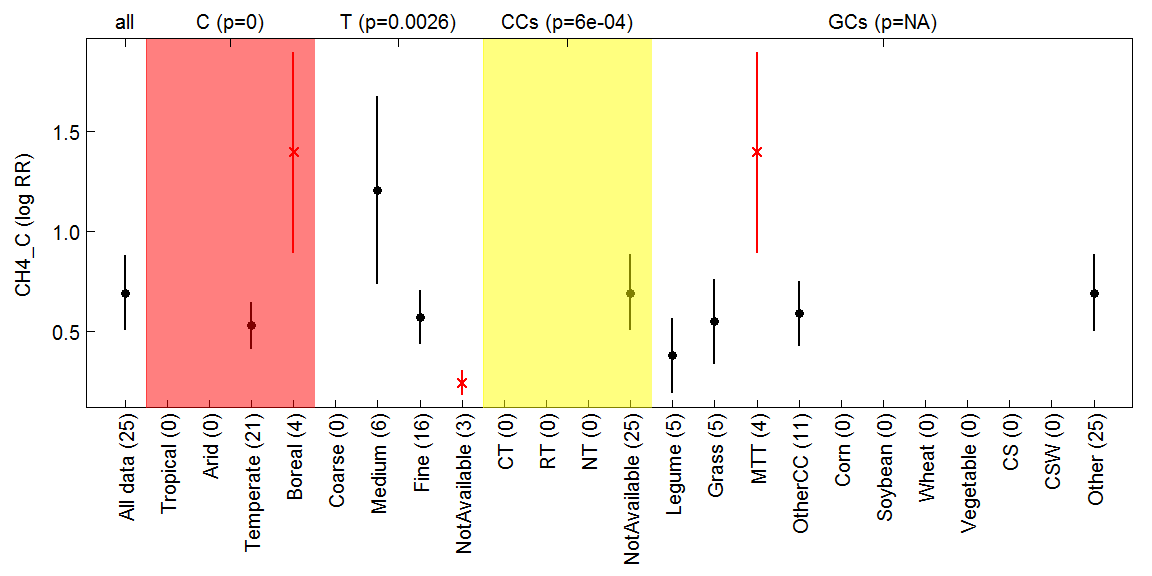 all C (p=0) T (p=0.0026) CCs (p=6e-04) GCs (p=NA)
CH4_C (log RR)
1.5
1.0
0.5
All data (25)
Tropical (0)
Arid (0)
Temperate (21)
Boreal (4)
Coarse (0)
Medium (6)
Fine (16)
NotAvailable (3)
CT (0)
RT (0)
NT (0)
NotAvailable (25)
Legume (5)
Grass (5)
MTT (4)
OtherCC (11)
Corn (0)
Soybean (0)
Wheat (0)
Vegetable (0)
CS (0)
CSW (0)
Other (25)